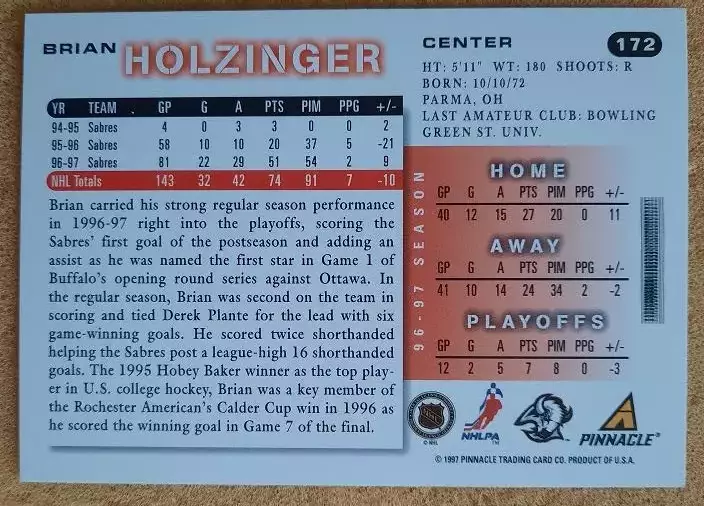 BRIAN HOLZINGER
CENTER
172
HT: 5'11" WT: 180 SHOOTS: R
BORN: 10/10/72
PARMA, OH
LAST AMATEUR CLUB: BOWLING
GREEN ST. UNIV.
YR TEAM . GP G A PTS PIM PPG +/-
94-95 Sabres 4 0 3 3 0 0 2
95-96 Sabres 58 10 10 20 37 5 -21
96-97 Sabres 81 22 29 51 54 2 9
NHL Totals 143 32 42 74 91 7 -10
Brian carried his strong regular season performance
in 1996-97 right into the playoffs, scoring the
Sabres' first goal of the postseason and adding an
assist as he was named the first star in Game 1 of
Buffalo's opening round series against Ottawa. In
the regular season, Brian was second on the team in
scoring and tied Derek Plante for the lead with six
game-winning goals. He scored twice shorthanded
helping the Sabres post a league-high 16 shorthanded
goals. The 1995 Hobey Baker winner as the top play-
er in U.S. college hockey, Brian was a key member of
the Rochester American's Calder Cup win in 1996 as
he scored the winning goal in Game 7 of the final.
96-97 SEASON
HOME
GP G A PTS PIM PPG +/-
40 12 15 27 20 0 11
AWAY
GP G A PTS PIM PPG +/-
41 10 14 24 34 2 -2
PLAYOFFS
GP G A PTS PIM PPG +/-
12 2 5 7 8 0 -3
NHL
© NHL
NHLPA
PINNACLE
© 1997 PINNACLE TRADING CARD CO. PRODUCT OF U.S.A.